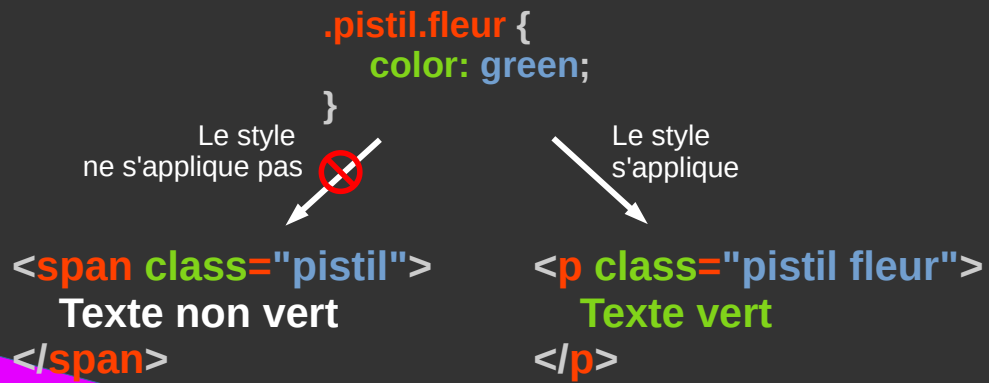 .pistil.fleur {
color: green;
}
Le style
ne s'applique pas
Le style
s'applique
<span class="pistil">
Texte non vert
</span>
<p class="pistil fleur">
Texte vert
</p>